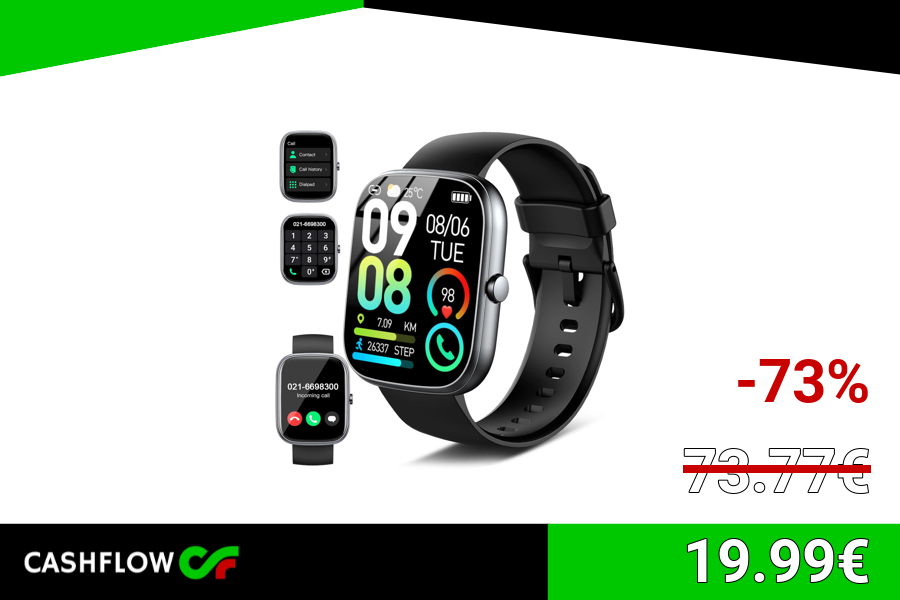 Call
Contact
Call history
Dialpad
021-6698300
1 2 3
4 5 6
7 8 9
0
021-6698300
Incoming call
25°C
09
08/06
TUE
08
98
7.09 KM
26337 STEP
-73%
73.77€
CASHFLOW
19.99€